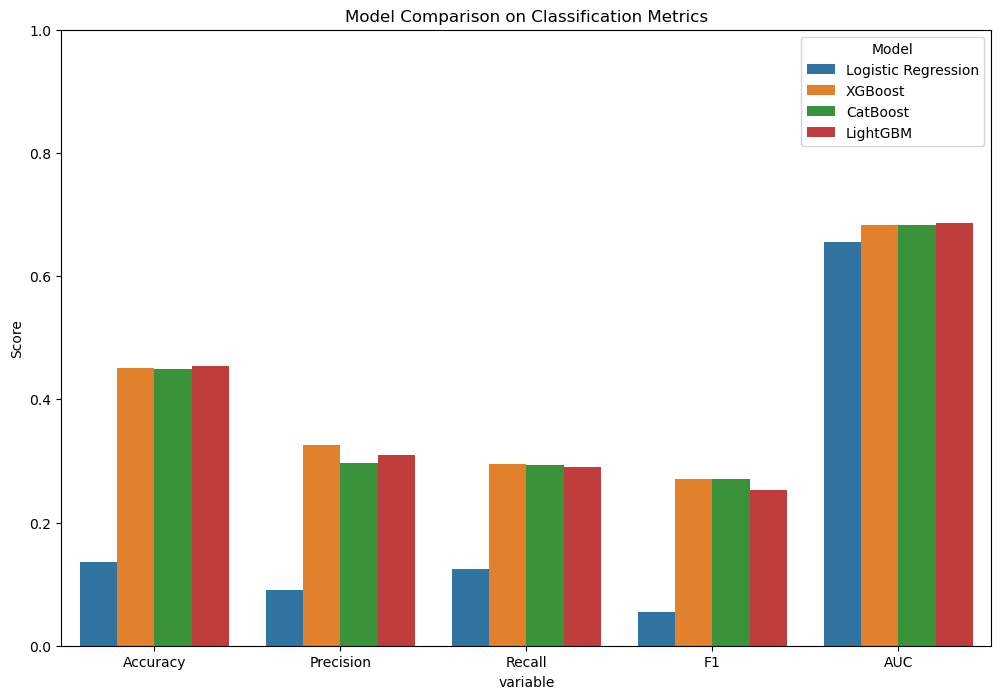 Model Comparison on Classification Metrics
1.0
0.8
0.6
0.4
0.2
0.0
Score
Model
Logistic Regression
XGBoost
CatBoost
LightGBM
Accuracy Precision Recall F1 AUC
variable